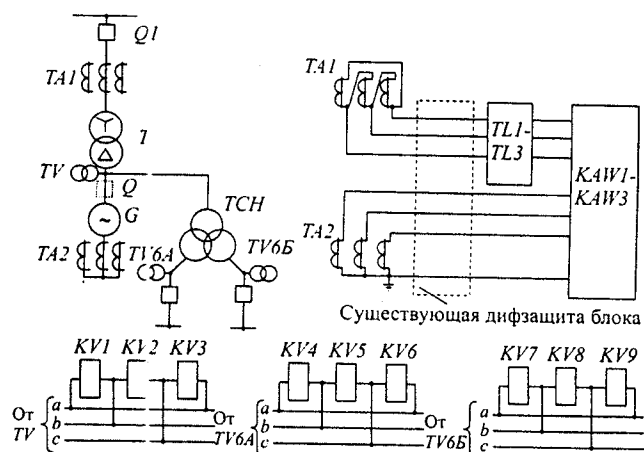 Q1
TA1
TV
Q
G
TA2
TCH
TV6A
TV6Б
TA1
TL1-
TL3
KAW1-
KAW3
TA2
Существующая дифзащита блока
KV1
KV2
KV3
От
TV
a
b
c
KV4
KV5
KV6
От
TV6A
a
b
c
KV7
KV8
KV9
От
TV6Б
a
b
c